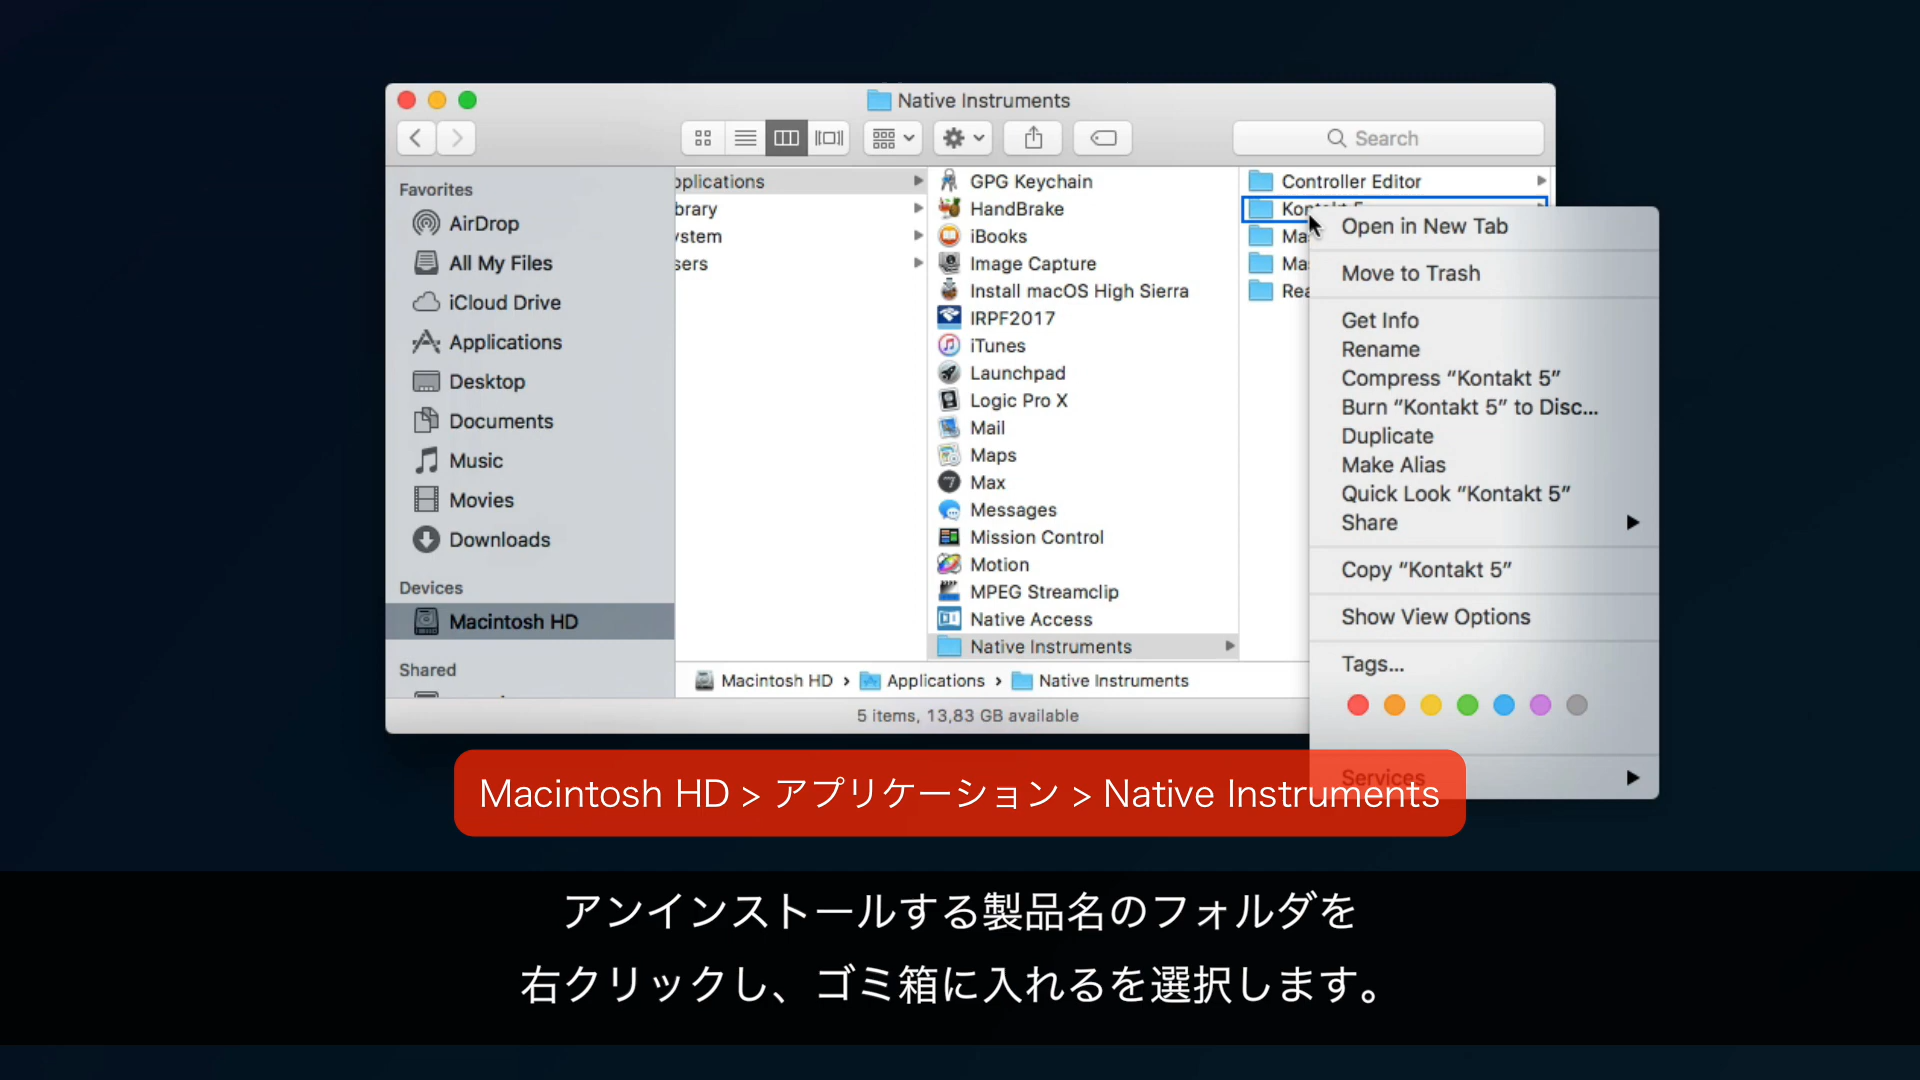 Native Instruments
Search
Favorites
AirDrop
All My Files
iCloud Drive
Applications
Desktop
Documents
Music
Movies
Downloads
Devices
Macintosh HD
Shared
pplications
brary
ystem
sers
GPG Keychain
HandBrake
iBooks
Image Capture
Install macOS High Sierra
IRPF2017
iTunes
Launchpad
Logic Pro X
Mail
Maps
Max
Messages
Mission Control
Motion
MPEG Streamclip
Native Access
Native Instruments
Controller Editor
Kontakt 5
Ma
Ma
Rea
Open in New Tab
Move to Trash
Get Info
Rename
Compress “Kontakt 5”
Burn “Kontakt 5” to Disc...
Duplicate
Make Alias
Quick Look “Kontakt 5”
Share
Copy “Kontakt 5”
Show View Options
Tags...
Services
Macintosh HD › Applications › Native Instruments
5 items, 13,83 GB available
Macintosh HD > アプリケーション > Native Instruments
アンインストールする製品名のフォルダを
右クリックし、ゴミ箱に入れるを選択します。